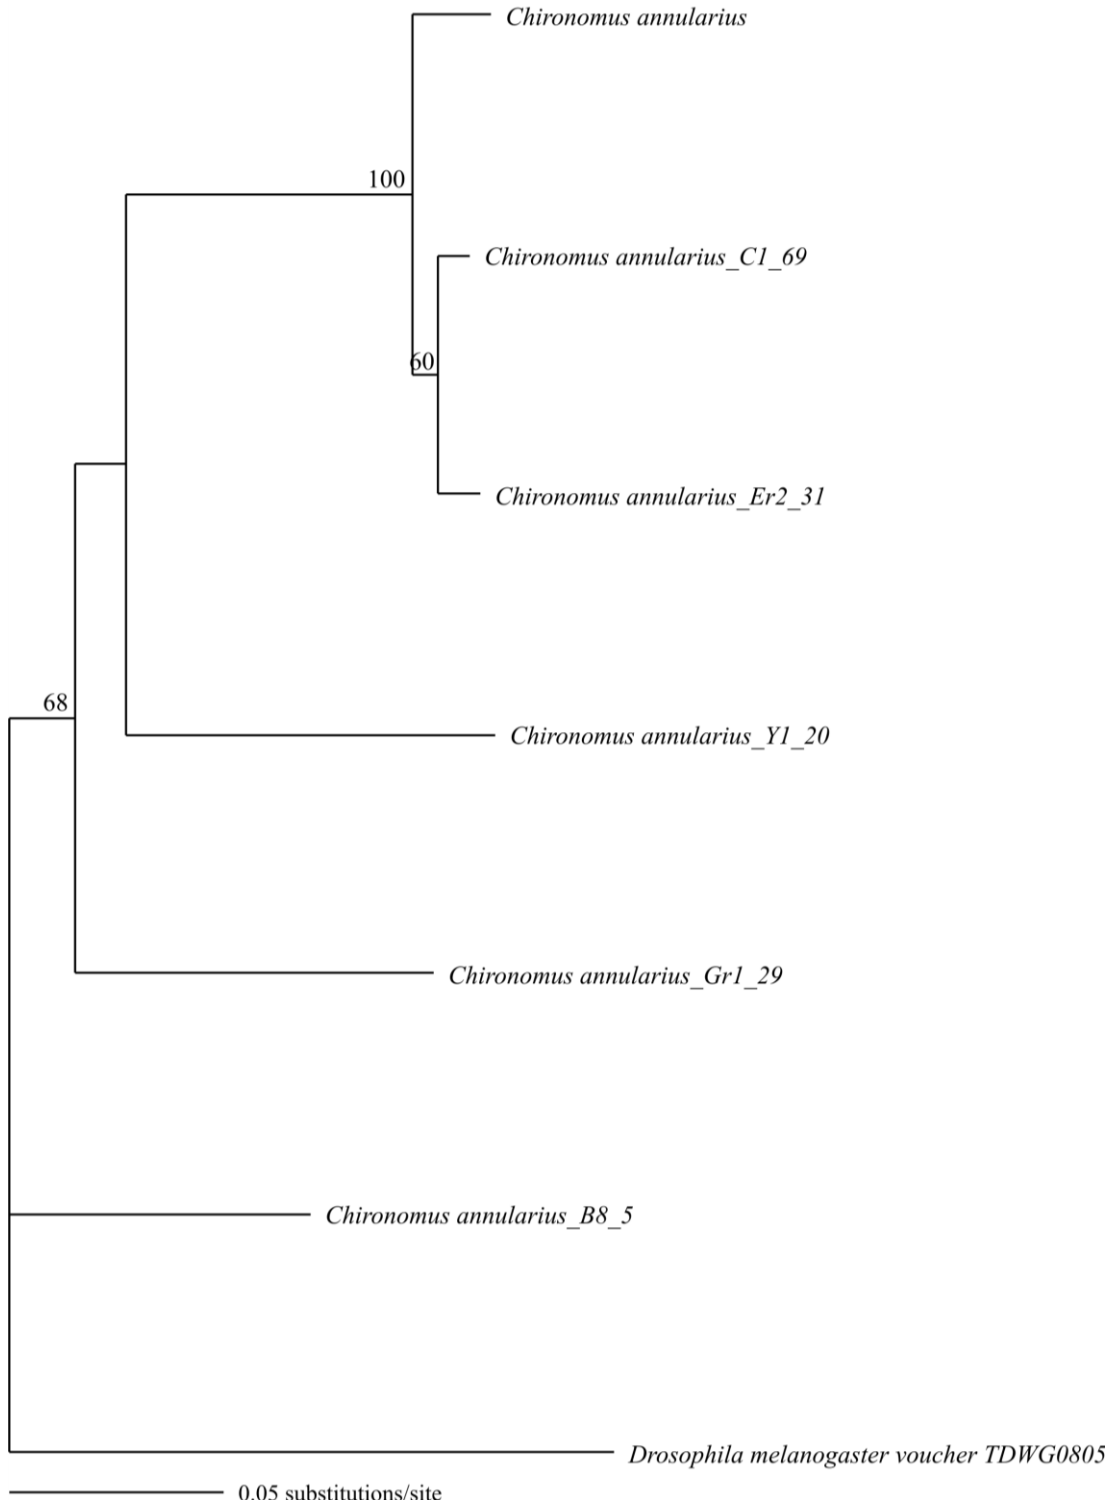 Chironomus annularius
100
Chironomus annularius_C1_69
60
Chironomus annularius_Er2_31
68
Chironomus annularius_Y1_20
Chironomus annularius_Gr1_29
Chironomus annularius_B8_5
Drosophila melanogaster voucher TDWG0805
0.05 substitutions/site